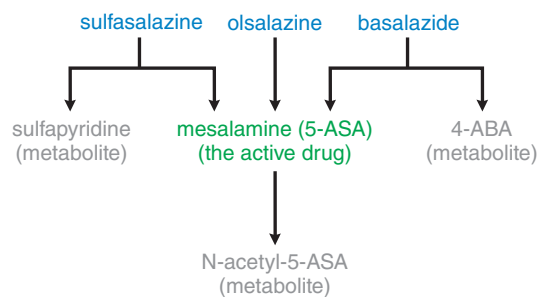 sulfasalazine olsalazine basalazide
sulfapyridine mesalamine (5-ASA) 4-ABA
(metabolite) (the active drug) (metabolite)
N-acetyl-5-ASA
(metabolite)